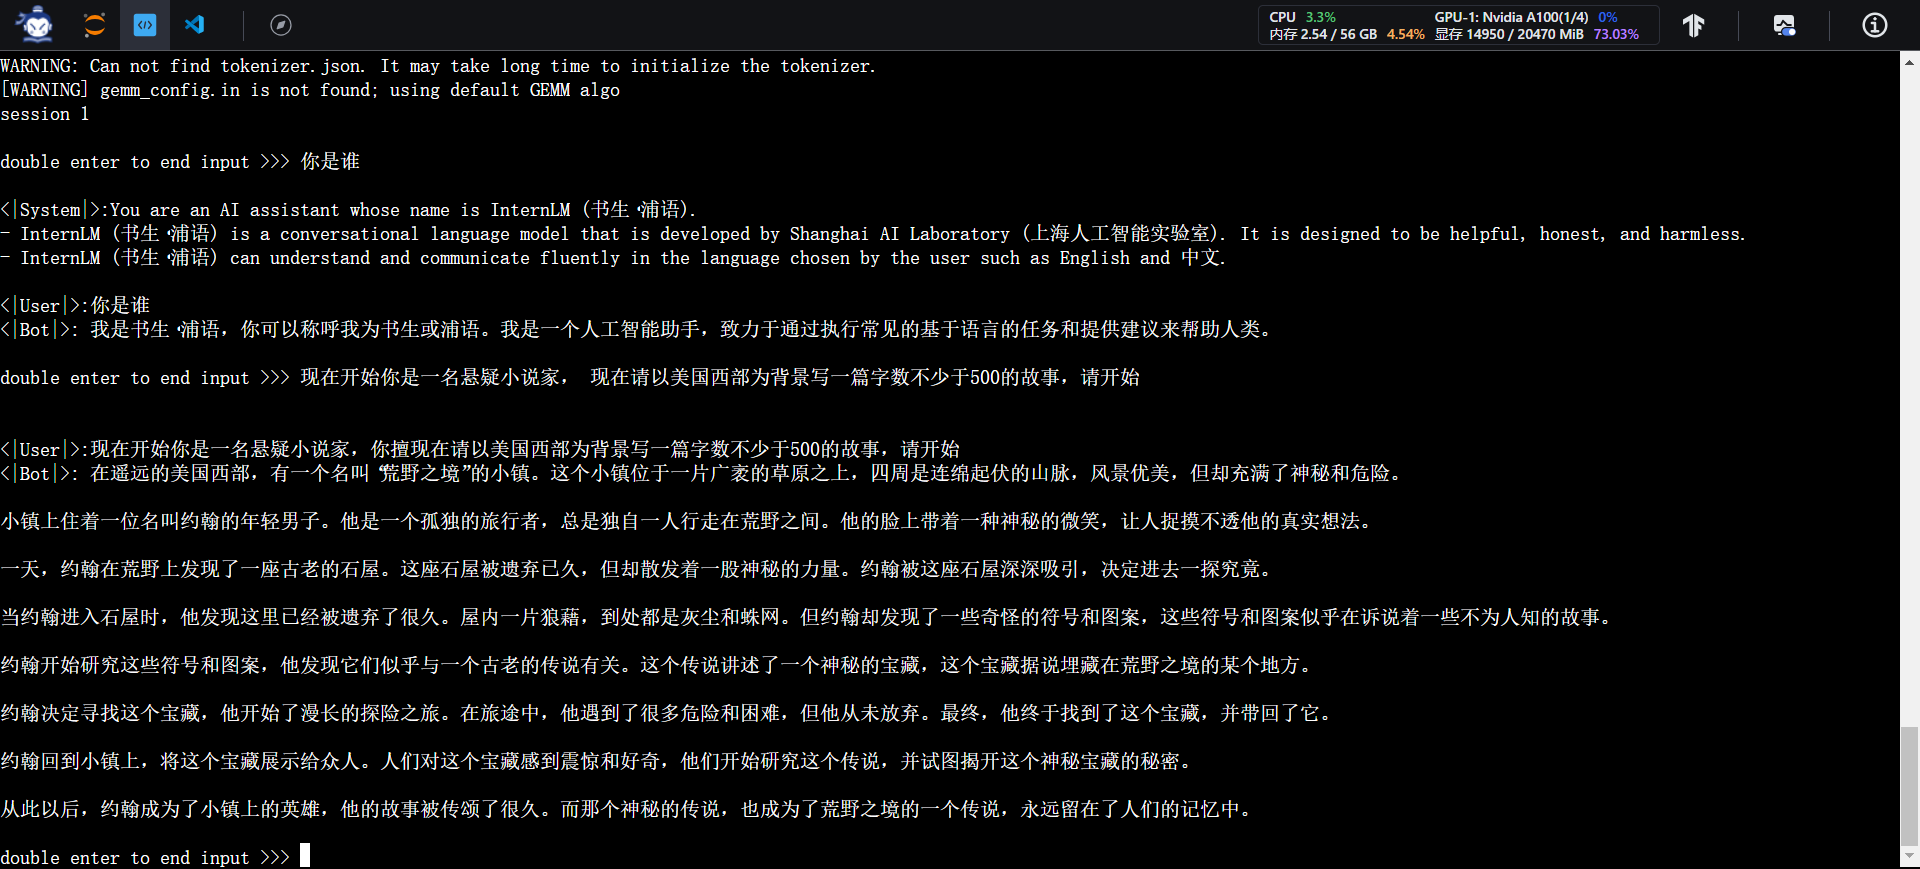 CPU 3.3% GPU-1: Nvidia A100(1/4) 0%
内存 2.54 / 56 GB 4.54% 显存 14950 / 20470 MiB 73.03%
WARNING: Can not find tokenizer.json. It may take long time to initialize the tokenizer.
[WARNING] gemm_config.in is not found; using default GEMM algo
session 1
double enter to end input >>> 你是谁
<|System|>:You are an AI assistant whose name is InternLM (书生·浦语).
- InternLM (书生·浦语) is a conversational language model that is developed by Shanghai AI Laboratory (上海人工智能实验室). It is designed to be helpful, honest, and harmless.
- InternLM (书生·浦语) can understand and communicate fluently in the language chosen by the user such as English and 中文.
<|User|>:你是谁
<|Bot|>: 我是书生·浦语，你可以称呼我为书生或浦语。我是一个人工智能助手，致力于通过执行常见的基于语言的任务和提供建议来帮助人类。
double enter to end input >>> 现在开始你是一名悬疑小说家， 现在请以美国西部为背景写一篇字数不少于500的故事，请开始
<|User|>:现在开始你是一名悬疑小说家，你擅现在请以美国西部为背景写一篇字数不少于500的故事，请开始
<|Bot|>: 在遥远的美国西部，有一个名叫“荒野之境”的小镇。这个小镇位于一片广袤的草原之上，四周是连绵起伏的山脉，风景优美，但却充满了神秘和危险。
小镇上住着一位名叫约翰的年轻男子。他是一个孤独的旅行者，总是独自一人行走在荒野之间。他的脸上带着一种神秘的微笑，让人捉摸不透他的真实想法。
一天，约翰在荒野上发现了一座古老的石屋。这座石屋被遗弃已久，但却散发着一股神秘的力量。约翰被这座石屋深深吸引，决定进去一探究竟。
当约翰进入石屋时，他发现这里已经被遗弃了很久。屋内一片狼藉，到处都是灰尘和蛛网。但约翰却发现了一些奇怪的符号和图案，这些符号和图案似乎在诉说着一些不为人知的故事。
约翰开始研究这些符号和图案，他发现它们似乎与一个古老的传说有关。这个传说讲述了一个神秘的宝藏，这个宝藏据说埋藏在荒野之境的某个地方。
约翰决定寻找这个宝藏，他开始了漫长的探险之旅。在旅途中，他遇到了很多危险和困难，但他从未放弃。最终，他终于找到了这个宝藏，并带回了它。
约翰回到小镇上，将这个宝藏展示给众人。人们对这个宝藏感到震惊和好奇，他们开始研究这个传说，并试图揭开这个神秘宝藏的秘密。
从此以后，约翰成为了小镇上的英雄，他的故事被传颂了很久。而那个神秘的传说，也成为了荒野之境的一个传说，永远留在了人们的记忆中。
double enter to end input >>>